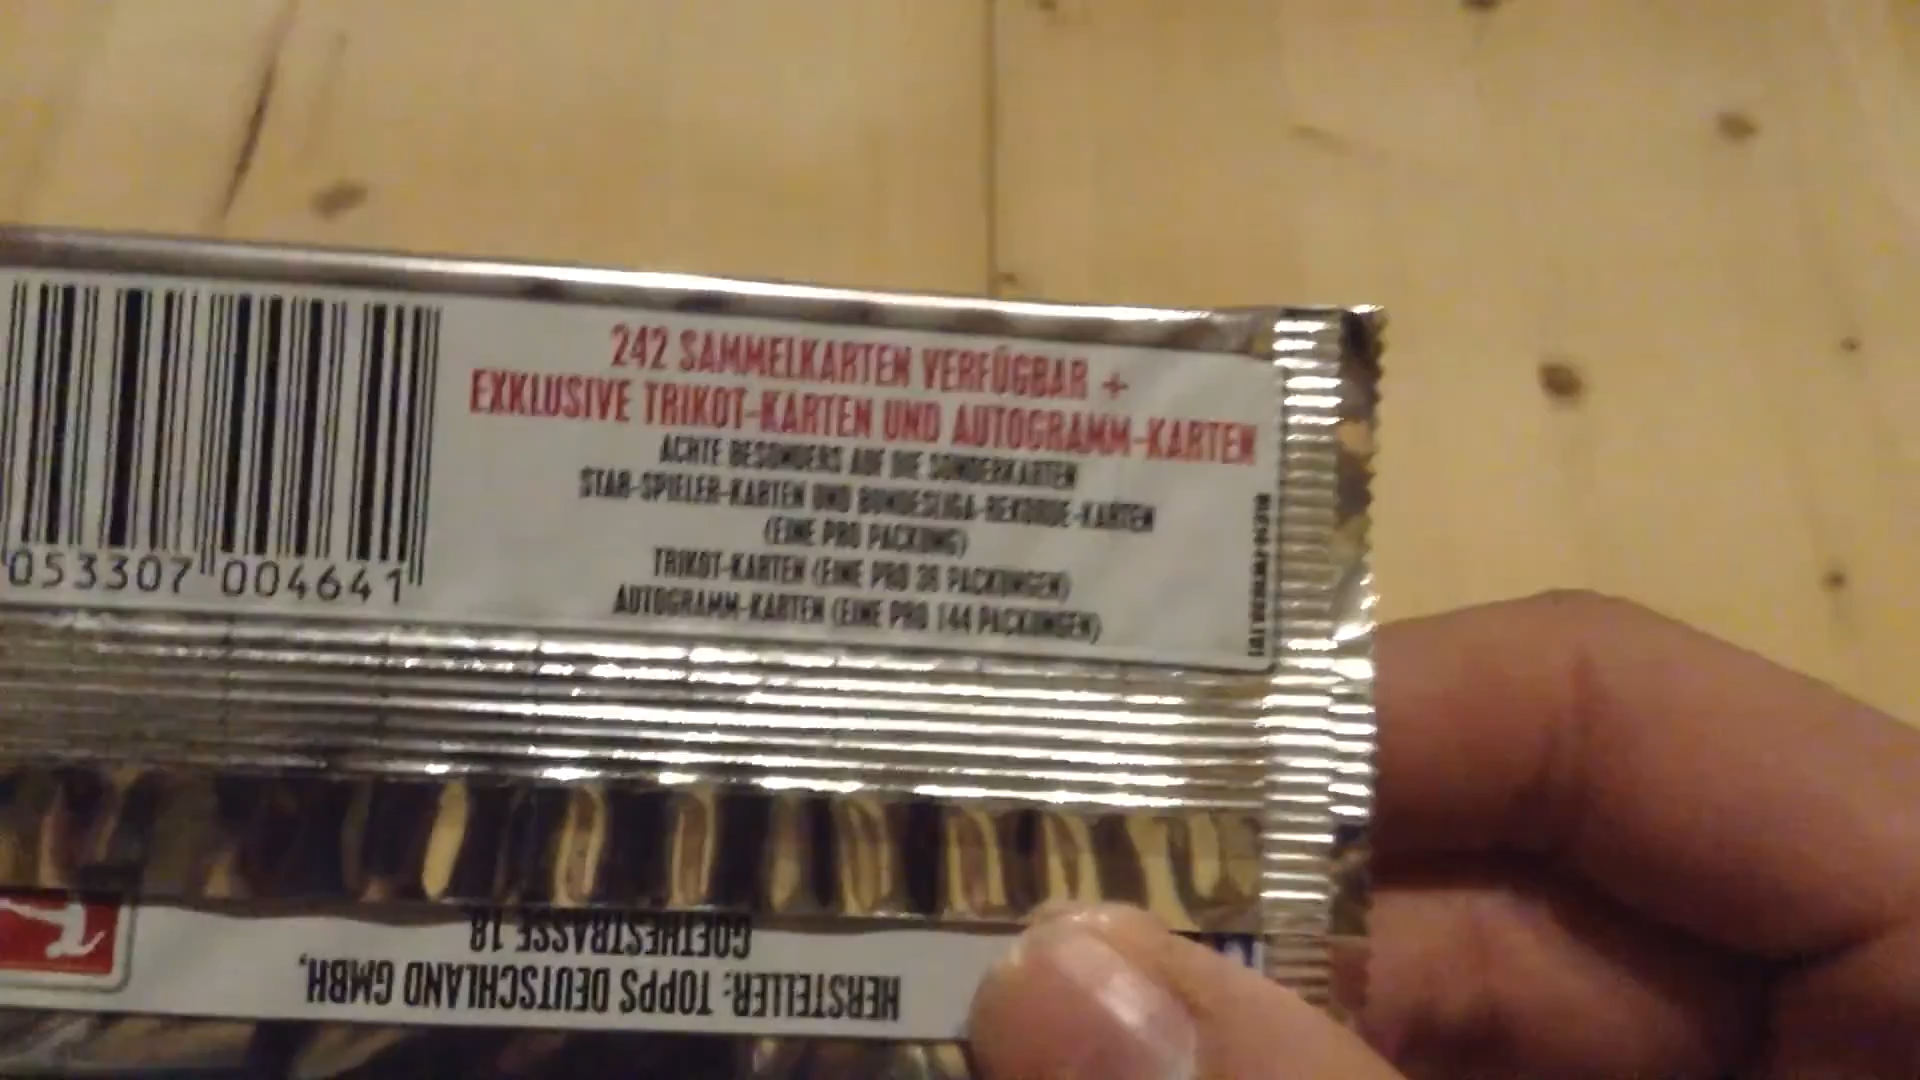 242 SAMMELKARTEN VERFÜGBAR +
EXKLUSIVE TRIKOT-KARTEN UND AUTOGRAMM-KARTEN
ACHTE BESONDERS AUF DIE SONDERKARTEN
STAR-SPIELER-KARTEN UND BUNDESLIGA-REKORDE-KARTEN
(EINE PRO PACKUNG)
TRIKOT-KARTEN (EINE PRO 36 PACKUNGEN)
AUTOGRAMM-KARTEN (EINE PRO 144 PACKUNGEN)
053307 004641
HERSTELLER: TOPPS DEUTSCHLAND GMBH,
GOETHESTRASSE 18